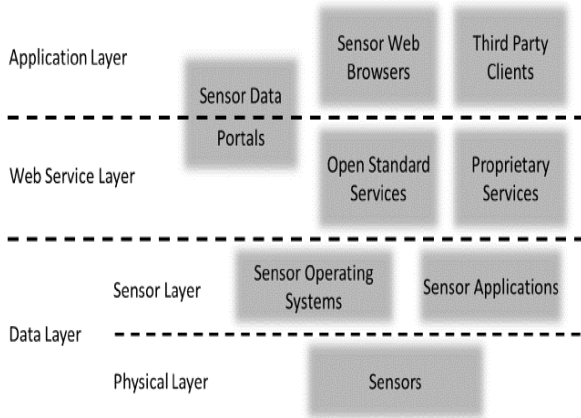 Application Layer
Sensor Data
Portals
Sensor Web
Browsers
Third Party
Clients
Web Service Layer
Open Standard
Services
Proprietary
Services
Data Layer
Sensor Layer
Sensor Operating
Systems
Sensor Applications
Physical Layer
Sensors